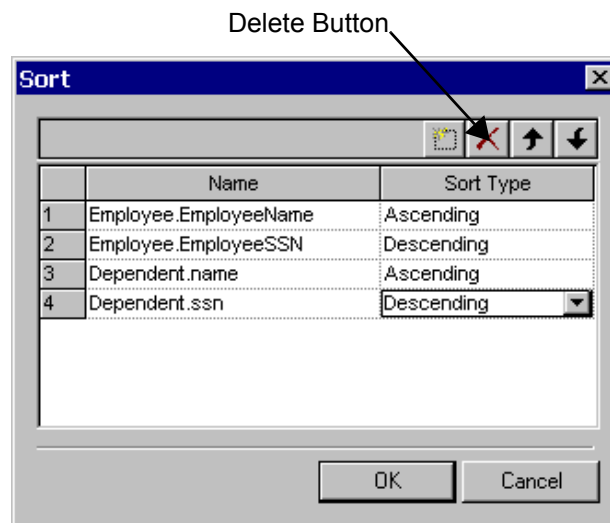 Delete Button
Sort
Name Sort Type
1 Employee.EmployeeName Ascending
2 Employee.EmployeeSSN Descending
3 Dependent.name Ascending
4 Dependent.ssn Descending
OK Cancel